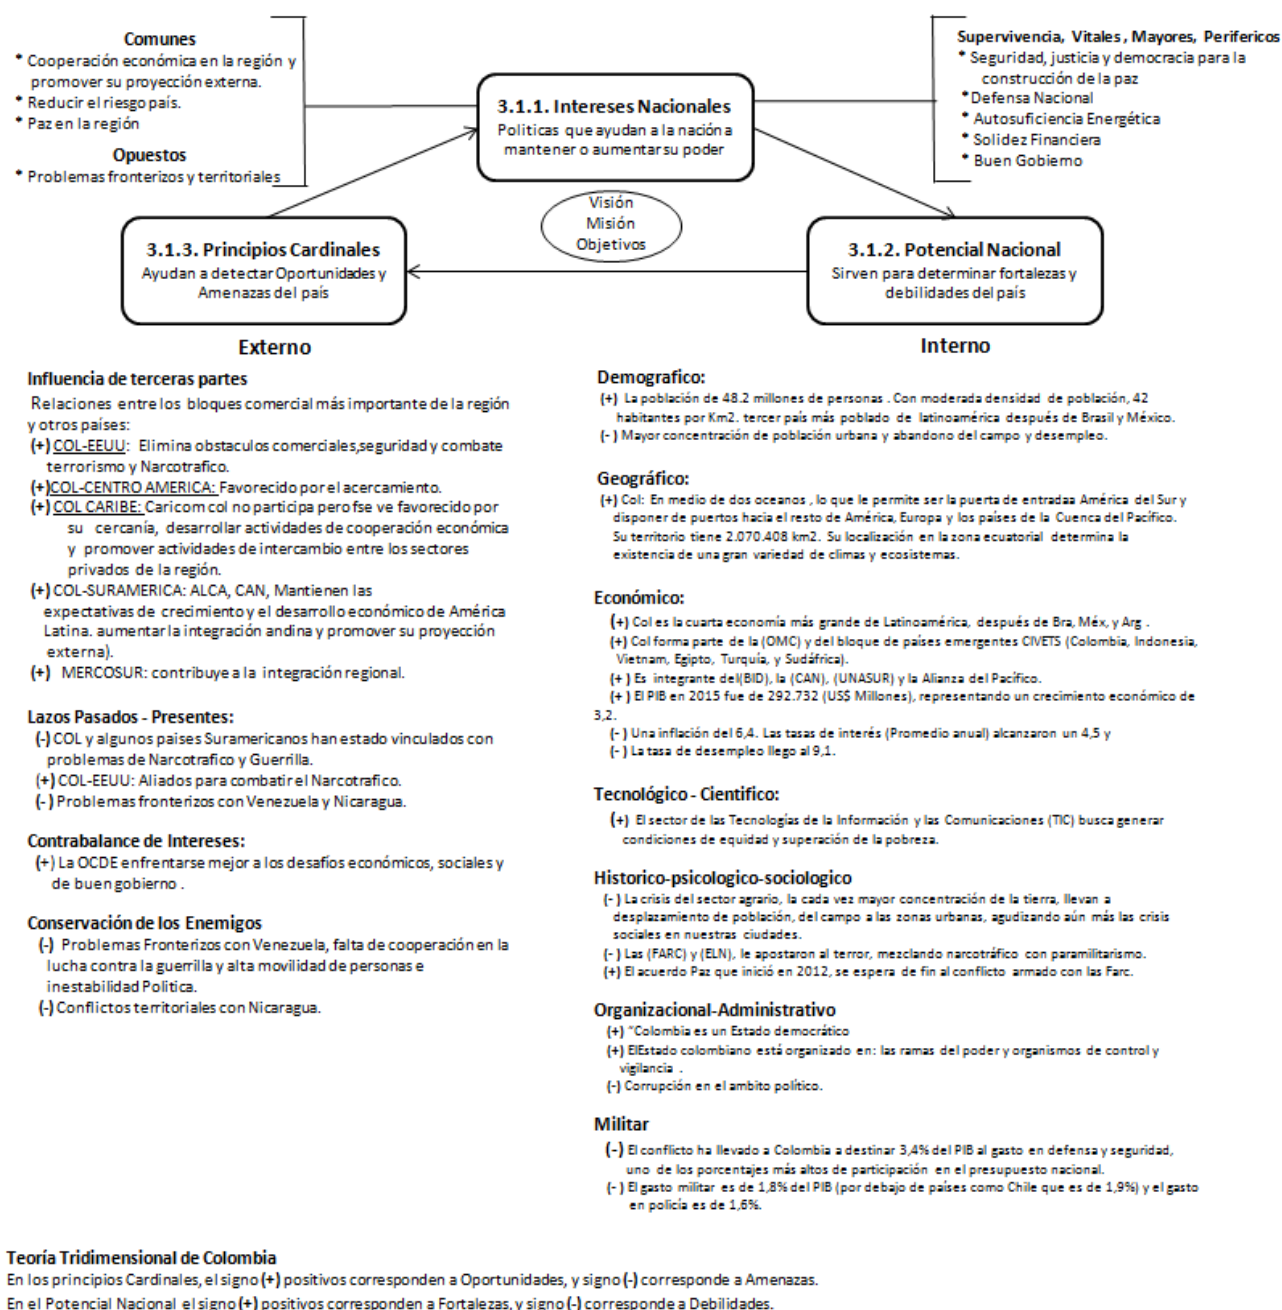 Comunes
* Cooperación económica en la región y
promover su proyección externa.
* Reducir el riesgo país.
* Paz en la región
Opuestos
* Problemas fronterizos y territoriales
3.1.1. Intereses Nacionales
Politicas que ayudan a la nación a
mantener o aumentar su poder
Supervivencia, Vitales , Mayores, Perifericos
* Seguridad, justicia y democracia para la
construcción de la paz
* Defensa Nacional
* Autosuficiencia Energética
* Solidez Financiera
* Buen Gobierno
Visión
Misión
Objetivos
3.1.3. Principios Cardinales
Ayudan a detectar Oportunidades y
Amenazas del país
3.1.2. Potencial Nacional
Sirven para determinar fortalezas y
debilidades del país
Externo
Influencia de terceras partes
Relaciones entre los bloques comercial más importante de la región
y otros países:
(+) COL-EEUU: Elimina obstaculos comerciales,seguridad y combate
terrorismo y Narcotrafico.
(+)COL-CENTRO AMERICA: Favorecido por el acercamiento.
(+) COL CARIBE: Caricom col no participa pero fse ve favorecido por
su cercanía, desarrollar actividades de cooperación económica
y promover actividades de intercambio entre los sectores
privados de la región.
(+) COL-SURAMERICA: ALCA, CAN, Mantienen las
expectativas de crecimiento y el desarrollo económico de América
Latina. aumentar la integración andina y promover su proyección
externa).
(+) MERCOSUR: contribuye a la integración regional.
Lazos Pasados - Presentes:
(-) COL y algunos paises Suramericanos han estado vinculados con
problemas de Narcotrafico y Guerrilla.
(+) COL-EEUU: Aliados para combatir el Narcotrafico.
(- ) Problemas fronterizos con Venezuela y Nicaragua.
Contrabalance de Intereses:
(+) La OCDE enfrentarse mejor a los desafíos económicos, sociales y
de buen gobierno .
Conservación de los Enemigos
(-) Problemas Fronterizos con Venezuela, falta de cooperación en la
lucha contra la guerrilla y alta movilidad de personas e
inestabilidad Politica.
(-) Conflictos territoriales con Nicaragua.
Interno
Demografico:
(+) La población de 48.2 millones de personas . Con moderada densidad de población, 42
habitantes por Km2. tercer país más poblado de latinoamérica después de Brasil y México.
(- ) Mayor concentración de población urbana y abandono del campo y desempleo.
Geográfico:
(+) Col: En medio de dos oceanos , lo que le permite ser la puerta de entradaa América del Sur y
disponer de puertos hacia el resto de América, Europa y los países de la Cuenca del Pacífico.
Su territorio tiene 2.070.408 km2. Su localización en la zona ecuatorial determina la
existencia de una gran variedad de climas y ecosistemas.
Económico:
(+) Col es la cuarta economía más grande de Latinoamérica, después de Bra, Méx, y Arg .
(+) Col forma parte de la (OMC) y del bloque de países emergentes CIVETS (Colombia, Indonesia,
Vietnam, Egipto, Turquía, y Sudáfrica).
(+ ) Es integrante del(BID), la (CAN), (UNASUR) y la Alianza del Pacífico.
(+ ) El PIB en 2015 fue de 292.732 (US$ Millones), representando un crecimiento económico de
3,2.
(- ) Una inflación del 6,4. Las tasas de interés (Promedio anual) alcanzaron un 4,5 y
(- ) La tasa de desempleo llego al 9,1.
Tecnológico - Cientifico:
(+) El sector de las Tecnologías de la Información y las Comunicaciones (TIC) busca generar
condiciones de equidad y superación de la pobreza.
Historico-psicologico-sociologico
(- ) La crisis del sector agrario, la cada vez mayor concentración de la tierra, llevan a
desplazamiento de población, del campo a las zonas urbanas, agudizando aún más las crisis
sociales en nuestras ciudades.
(- ) Las (FARC) y (ELN), le apostaron al terror, mezclando narcotráfico con paramilitarismo.
(+) El acuerdo Paz que inició en 2012, se espera de fin al conflicto armado con las Farc.
Organizacional-Administrativo
(+) "Colombia es un Estado democrático
(+) ElEstado colombiano está organizado en: las ramas del poder y organismos de control y
vigilancia .
(-) Corrupción en el ambito político.
Militar
(-) El conflicto ha llevado a Colombia a destinar 3,4% del PIB al gasto en defensa y seguridad,
uno de los porcentajes más altos de participación en el presupuesto nacional.
(- ) El gasto militar es de 1,8% del PIB (por debajo de países como Chile que es de 1,9%) y el gasto
en policía es de 1,6%.
Teoría Tridimensional de Colombia
En los principios Cardinales, el signo (+) positivos corresponden a Oportunidades, y signo (-) corresponde a Amenazas.
En el Potencial Nacional el signo (+) positivos corresponden a Fortalezas, y signo (-) corresponde a Debilidades.